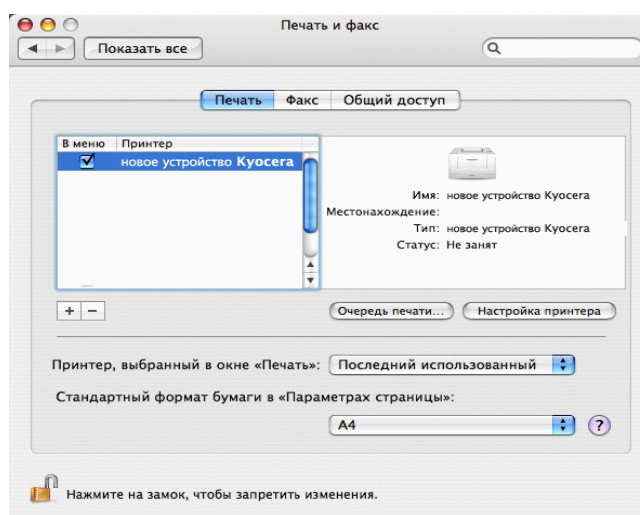 Печать и факс
Показать все
Печать Факс Общий доступ
В меню Принтер
новое устройство Kyocera
Имя: новое устройство Kyocera
Местонахождение:
Тип: новое устройство Kyocera
Статус: Не занят
+ −
Очередь печати... Настройка принтера
Принтер, выбранный в окне «Печать»: Последний использованный
Стандартный формат бумаги в «Параметрах страницы»:
A4 ?
Нажмите на замок, чтобы запретить изменения.